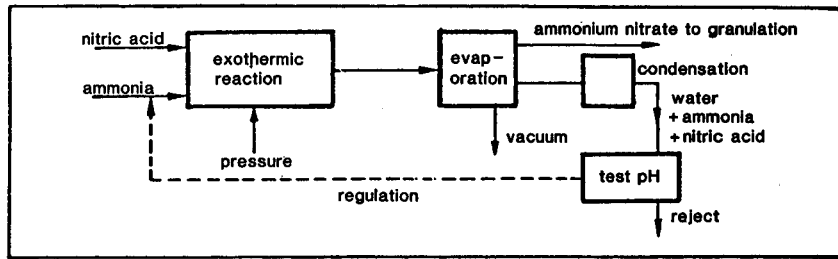 nitric acid
ammonia
exothermic
reaction
pressure
evap-
oration
vacuum
ammonium nitrate to granulation
condensation
water
+ ammonia
+nitric acid
test pH
regulation
reject